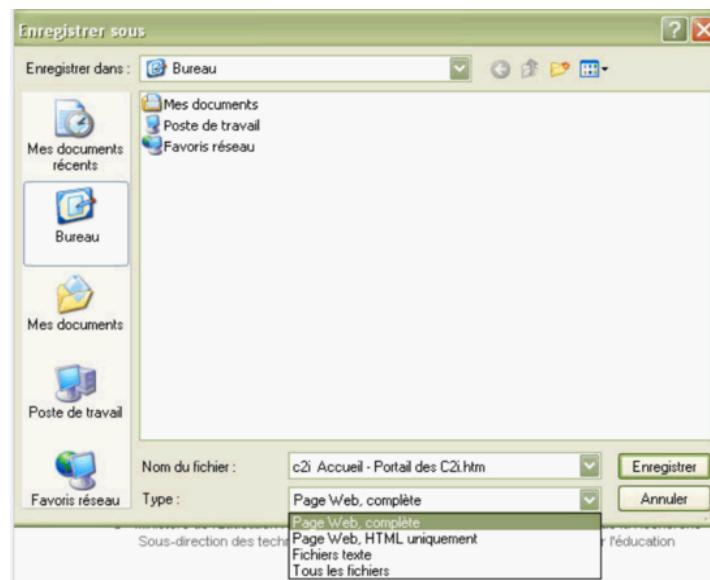 Enregistrer sous
Enregistrer dans :
Bureau
Mes documents
Poste de travail
Favoris réseau
Mes documents
récents
Bureau
Mes documents
Poste de travail
Favoris réseau
Nom du fichier :
c2i Accueil - Portail des C2i.htm
Enregistrer
Type :
Page Web, complète
Annuler
Page Web, complète
Page Web, HTML uniquement
Fichiers texte
Tous les fichiers
Sous-direction des
l'éducation